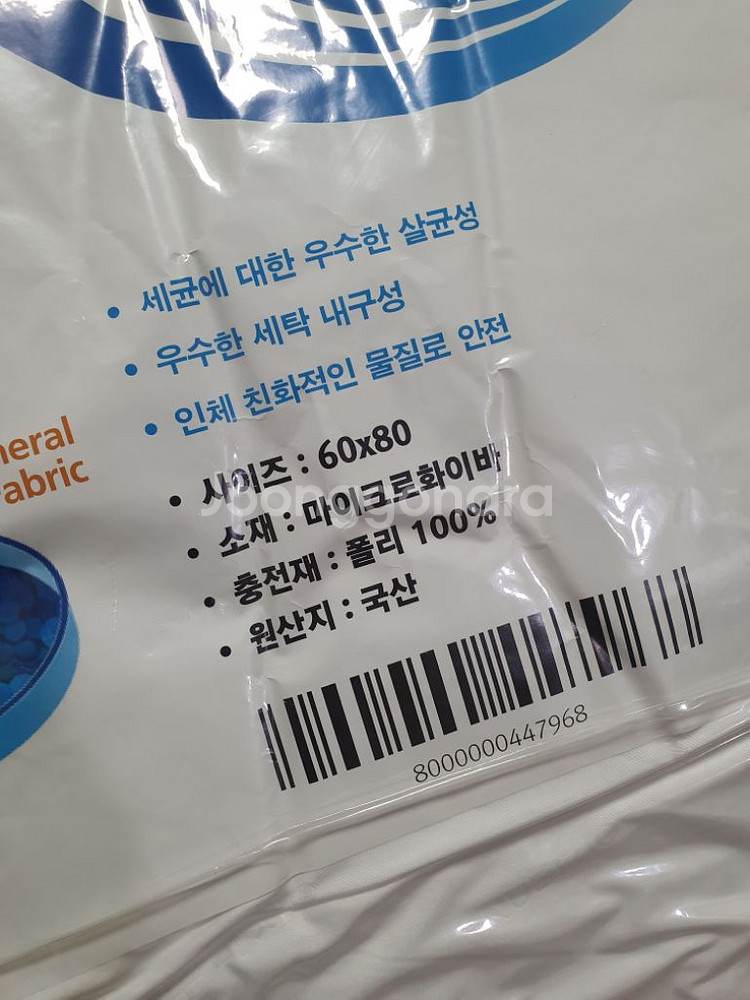 • 세균에 대한 우수한 살균성
• 우수한 세탁 내구성
• 인체 친화적인 물질로 안전
• 사이즈 : 60x80
• 소재 : 마이크로화이바
• 충전재 : 폴리 100%
• 원산지 : 국산
neral
abric
Joonggonara
8000000447968